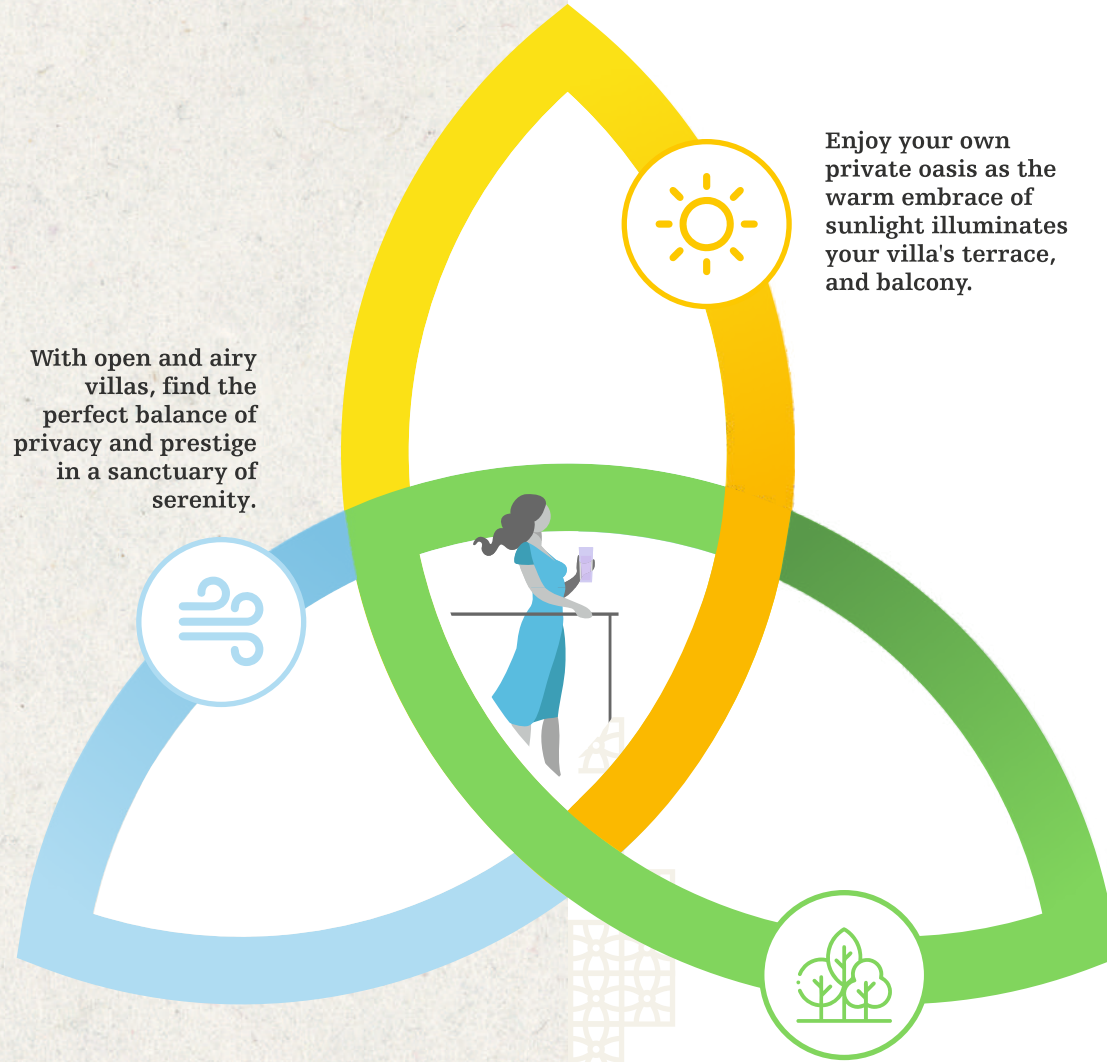 Enjoy your own
private oasis as the
warm embrace of
sunlight illuminates
your villa's terrace,
and balcony.
With open and airy
villas, find the
perfect balance of
privacy and prestige
in a sanctuary of
serenity.